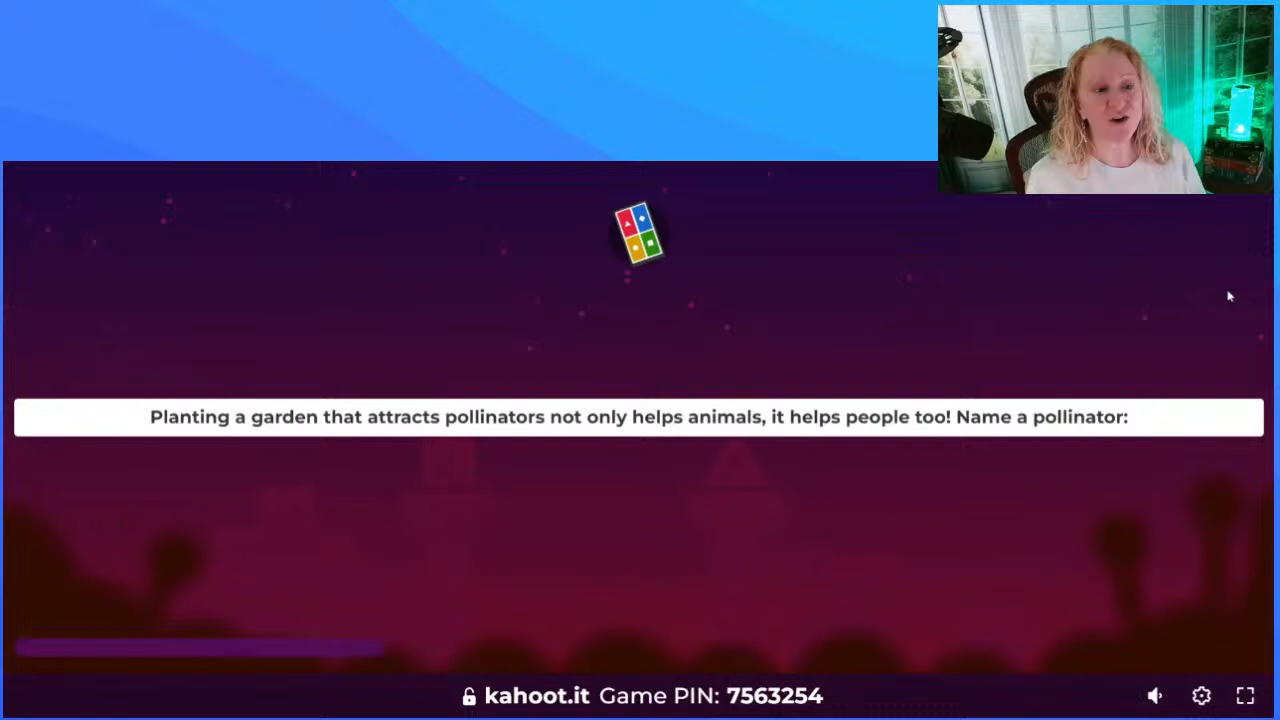 Planting a garden that attracts pollinators not only helps animals, it helps people too! Name a pollinator:
kahoot.it Game PIN: 7563254